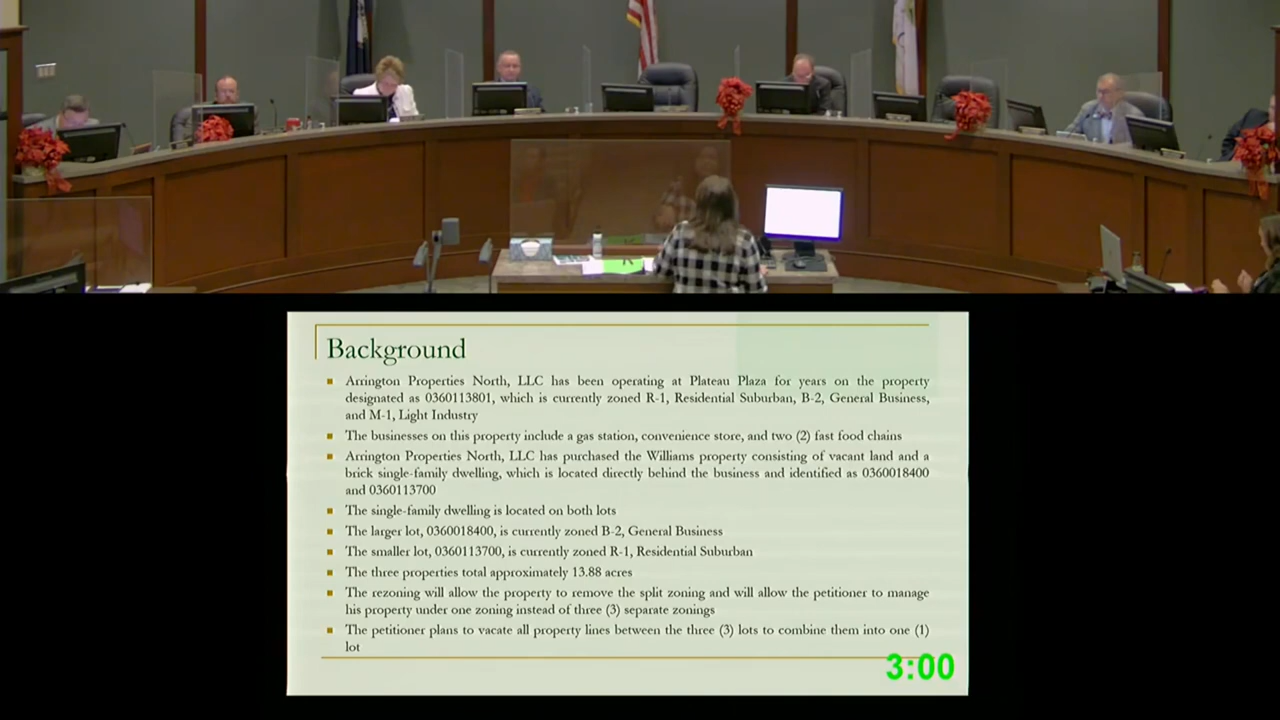 Background
Arrington Properties North, LLC has been operating at Plateau Plaza for years on the property
designated as 0360113801, which is currently zoned R-1, Residential Suburban, B-2, General Business,
and M-1, Light Industry
The businesses on this property include a gas station, convenience store, and two (2) fast food chains
Arrington Properties North, LLC has purchased the Williams property consisting of vacant land and a
brick single-family dwelling, which is located directly behind the business and identified as 0360018400
and 0360113700
The single-family dwelling is located on both lots
The larger lot, 0360018400, is currently zoned B-2, General Business
The smaller lot, 0360113700, is currently zoned R-1, Residential Suburban
The three properties total approximately 13.88 acres
The rezoning will allow the property to remove the split zoning and will allow the petitioner to manage
his property under one zoning instead of three (3) separate zonings
The petitioner plans to vacate all property lines between the three (3) lots to combine them into one (1)
lot
3:00